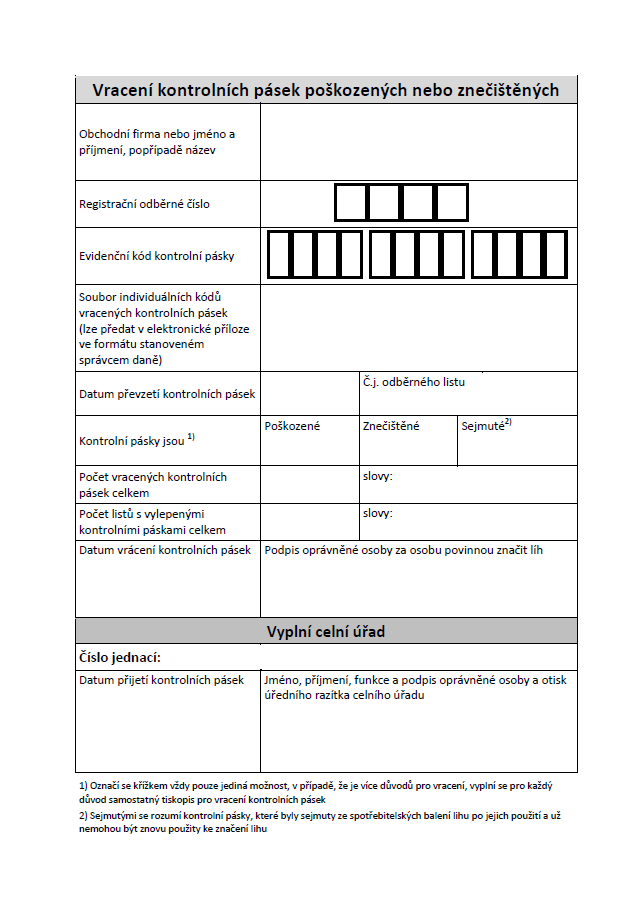 Vracení kontrolních pásek poškozených nebo znečištěných
Obchodní firma nebo jméno a
příjmení, popřípadě název
Registrační odběrné číslo
Evidenční kód kontrolní pásky
Soubor individuálních kódů
vracených kontrolních pásek
(lze předat v elektronické příloze
ve formátu stanoveném
správcem daně)
Datum převzetí kontrolních pásek
Č.j. odběrného listu
Kontrolní pásky jsou 1)
Poškozené
Znečištěné
Sejmuté2)
Počet vracených kontrolních
pásek celkem
slovy:
Počet listů s vylepenými
kontrolními páskami celkem
slovy:
Datum vrácení kontrolních pásek
Podpis oprávněné osoby za osobu povinnou značit líh
Vyplní celní úřad
Číslo jednací:
Datum přijetí kontrolních pásek
Jméno, příjmení, funkce a podpis oprávněné osoby a otisk
úředního razítka celního úřadu
1) Označí se křížkem vždy pouze jediná možnost, v případě, že je více důvodů pro vracení, vyplní se pro každý
důvod samostatný tiskopis pro vracení kontrolních pásek
2) Sejmutými se rozumí kontrolní pásky, které byly sejmuty ze spotřebitelských balení lihu po jejich použití a už
nemohou být znovu použity ke značení lihu